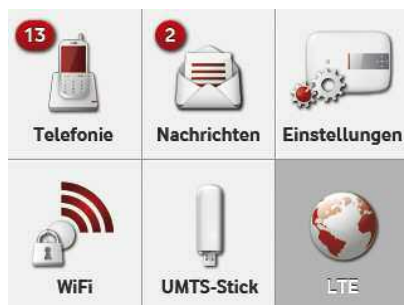 13
2
Telefonie
Nachrichten
Einstellungen
WiFi
UMTS-Stick
LTE